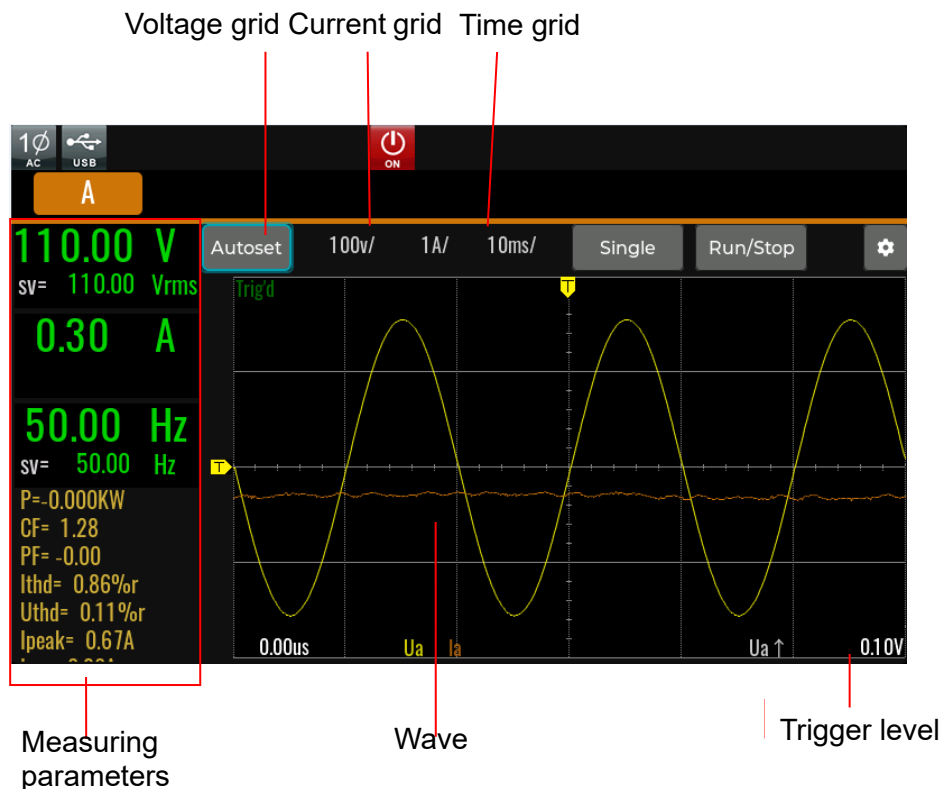 Voltage grid Current grid Time grid
1Ø AC USB ON
A
110.00 V
sv= 110.00 Vrms
0.30 A
50.00 Hz
sv= 50.00 Hz
P=-0.000KW
CF= 1.28
PF= -0.00
Ithd= 0.86%r
Uthd= 0.11%r
Ipeak= 0.67A
Autoset 100v/ 1A/ 10ms/ Single Run/Stop
Trig'd T
T
0.00us Ua Ia Ua↑ 0.10V
Measuring
parameters
Wave
Trigger level